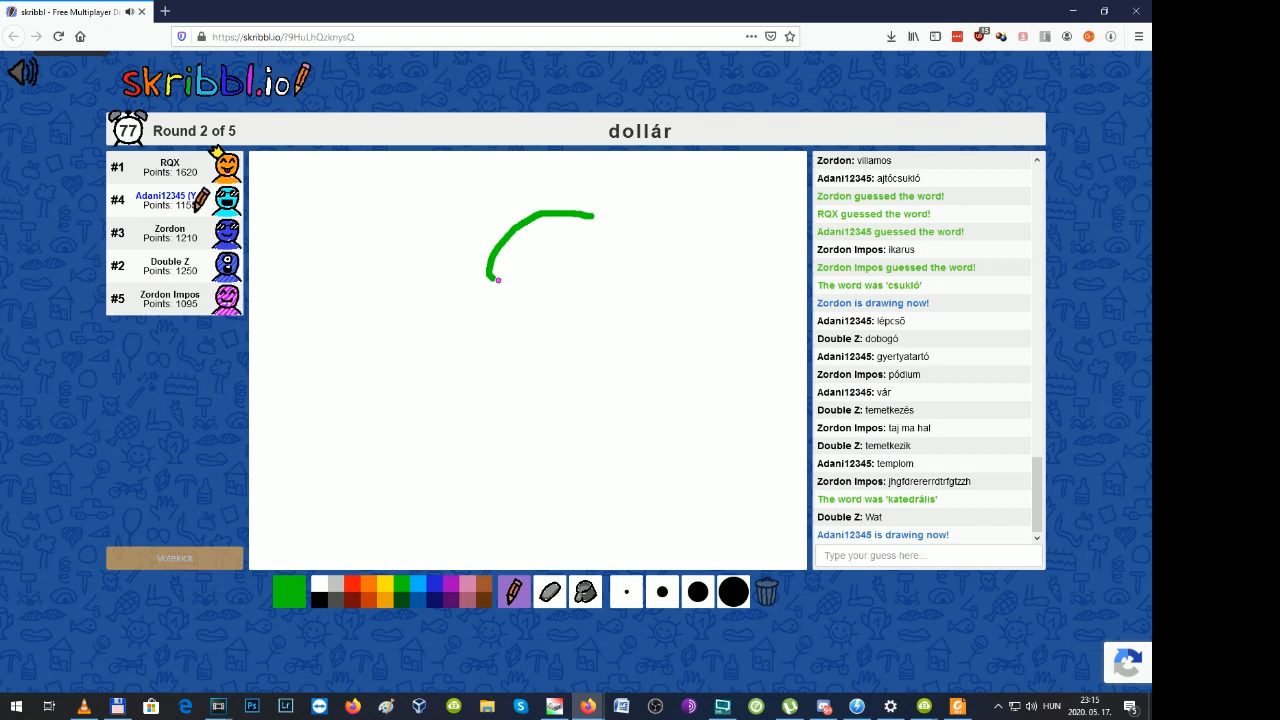 skribbl - Free Multiplayer Dr
https://skribbl.io/?9HuLhQzknysQ
15
skribbl.io
77
Round 2 of 5
dollár
#1
RQX
Points: 1620
#4
Adani12345 (Y
Points: 115
#3
Zordon
Points: 1210
#2
Double Z
Points: 1250
#5
Zordon Impos
Points: 1095
Votekick
Zordon: villamos
Adani12345: ajtócsukló
Zordon guessed the word!
RQX guessed the word!
Adani12345 guessed the word!
Zordon Impos: ikarus
Zordon Impos guessed the word!
The word was 'csukló'
Zordon is drawing now!
Adani12345: lépcső
Double Z: dobogó
Adani12345: gyertyatartó
Zordon Impos: pódium
Adani12345: vár
Double Z: temetkezés
Zordon Impos: taj ma hal
Double Z: temetkezik
Adani12345: templom
Zordon Impos: jhgfdrererrdtrfgtzzh
The word was 'katedrális'
Double Z: Wat
Adani12345 is drawing now!
Type your guess here...
HUN
23:15
2020. 05. 17.